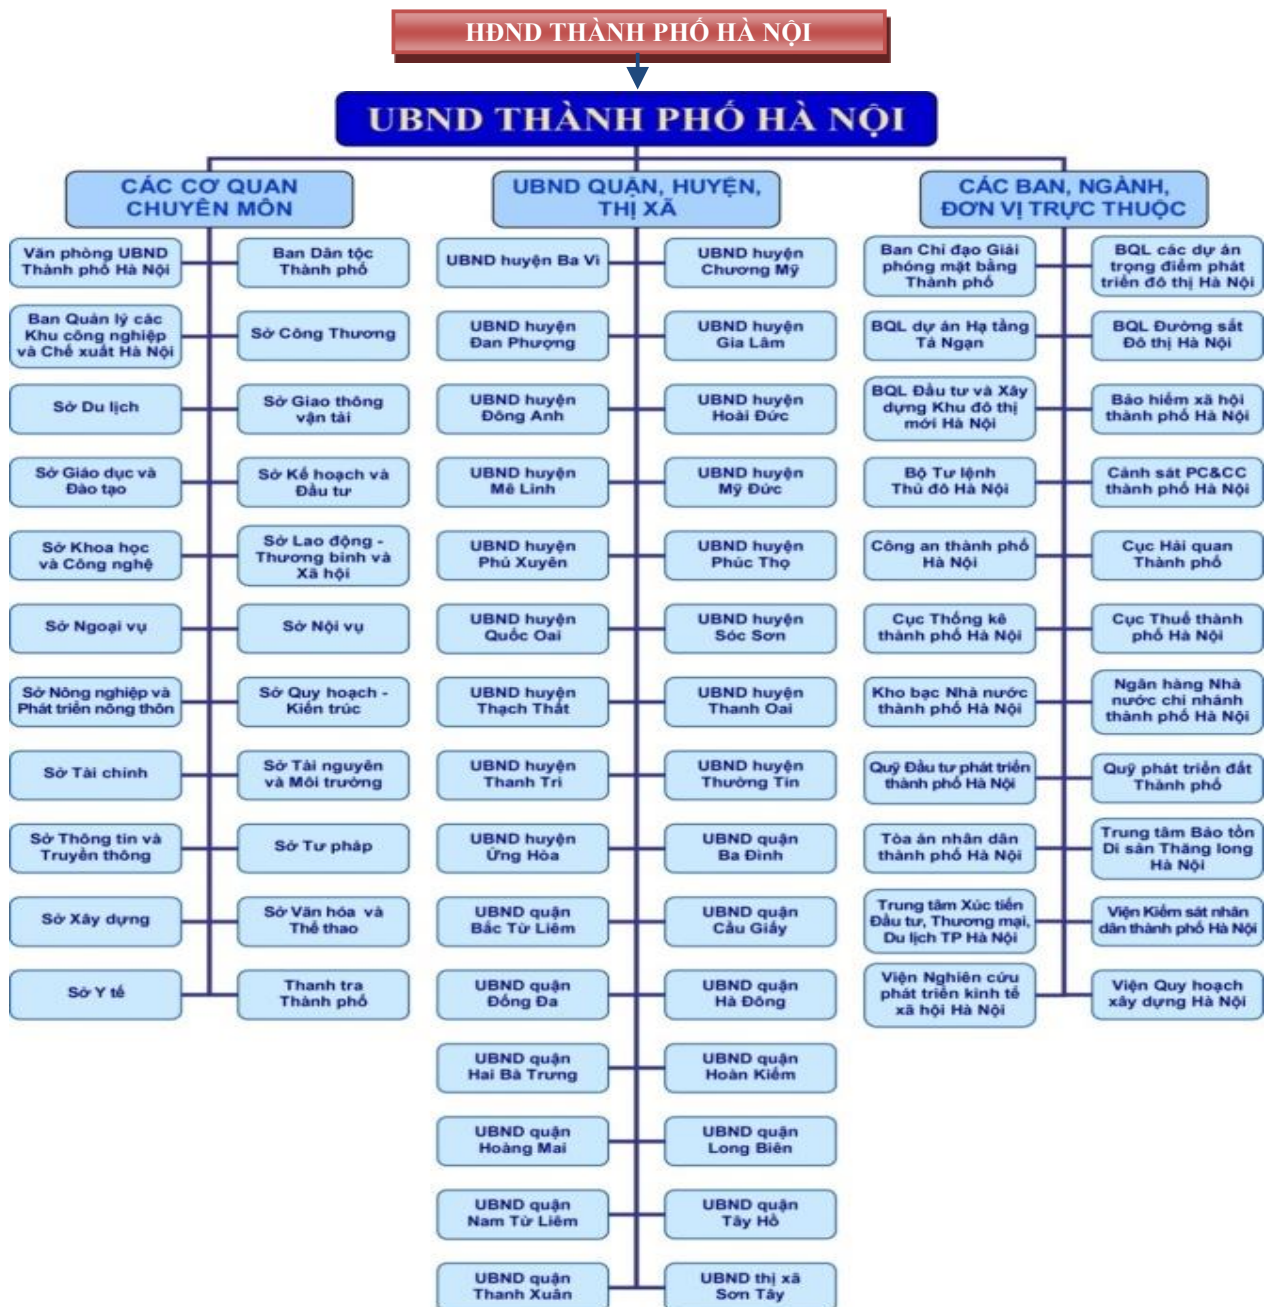 HĐND THÀNH PHỐ HÀ NỘI
UBND THÀNH PHỐ HÀ NỘI
CÁC CƠ QUAN
CHUYÊN MÔN
Văn phòng UBND
Thành phố Hà Nội
Ban Dân tộc
Thành phố
Ban Quản lý các
Khu công nghiệp
và Chế xuất Hà Nội
Sở Công Thương
Sở Du lịch
Sở Giao thông
vận tải
Sở Giáo dục và
Đào tạo
Sở Kế hoạch và
Đầu tư
Sở Khoa học
và Công nghệ
Sở Lao động -
Thương binh và
Xã hội
Sở Ngoại vụ
Sở Nội vụ
Sở Nông nghiệp và
Phát triển nông thôn
Sở Quy hoạch -
Kiến trúc
Sở Tài chính
Sở Tài nguyên
và Môi trường
Sở Thông tin và
Truyền thông
Sở Tư pháp
Sở Xây dựng
Sở Văn hóa và
Thể thao
Sở Y tế
Thanh tra
Thành phố
UBND QUẬN, HUYỆN,
THỊ XÃ
UBND huyện Ba Vì
UBND huyện
Chương Mỹ
UBND huyện
Đan Phượng
UBND huyện
Gia Lâm
UBND huyện
Đông Anh
UBND huyện
Hoài Đức
UBND huyện
Mê Linh
UBND huyện
Mỹ Đức
UBND huyện
Phú Xuyên
UBND huyện
Phúc Thọ
UBND huyện
Quốc Oai
UBND huyện
Sóc Sơn
UBND huyện
Thạch Thất
UBND huyện
Thanh Oai
UBND huyện
Thanh Trì
UBND huyện
Thường Tín
UBND huyện
Ứng Hòa
UBND quận
Ba Đình
UBND quận
Bắc Từ Liêm
UBND quận
Cầu Giấy
UBND quận
Đống Đa
UBND quận
Hà Đông
UBND quận
Hai Bà Trưng
UBND quận
Hoàn Kiếm
UBND quận
Hoàng Mai
UBND quận
Long Biên
UBND quận
Nam Từ Liêm
UBND quận
Tây Hồ
UBND quận
Thanh Xuân
UBND thị xã
Sơn Tây
CÁC BAN, NGÀNH,
ĐƠN VỊ TRỰC THUỘC
Ban Chỉ đạo Giải
phóng mặt bằng
Thành phố
BQL các dự án
trọng điểm phát
triển đô thị Hà Nội
BQL dự án Hạ tầng
Tả Ngạn
BQL Đường sắt
Đô thị Hà Nội
BQL Đầu tư và Xây
dựng Khu đô thị
mới Hà Nội
Bảo hiểm xã hội
thành phố Hà Nội
Bộ Tư lệnh
Thủ đô Hà Nội
Cảnh sát PC&CC
thành phố Hà Nội
Công an thành phố
Hà Nội
Cục Hải quan
Thành phố
Cục Thống kê
thành phố Hà Nội
Cục Thuế thành
phố Hà Nội
Kho bạc Nhà nước
thành phố Hà Nội
Ngân hàng Nhà
nước chi nhánh
thành phố Hà Nội
Quỹ Đầu tư phát triển
thành phố Hà Nội
Quỹ phát triển đất
Thành phố
Tòa án nhân dân
thành phố Hà Nội
Trung tâm Bảo tồn
Di sản Thăng long
Hà Nội
Trung tâm Xúc tiến
Đầu tư, Thương mại,
Du lịch TP Hà Nội
Viện Kiểm sát nhân
dân thành phố Hà Nội
Viện Nghiên cứu
phát triển kinh tế
xã hội Hà Nội
Viện Quy hoạch
xây dựng Hà Nội